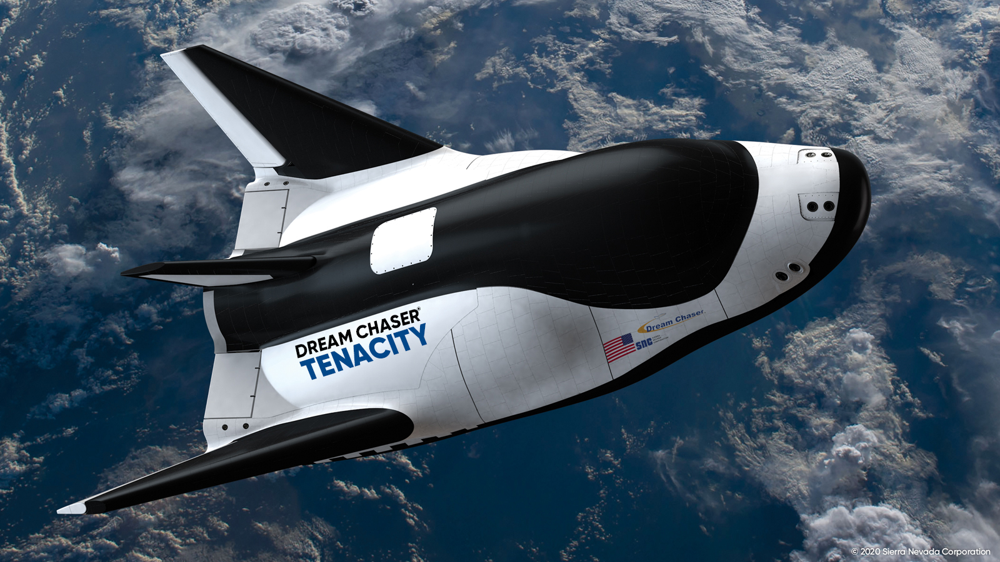 DREAM CHASER®
TENACITY
Dream Chaser.
snc
© 2020 Sierra Nevada Corporation